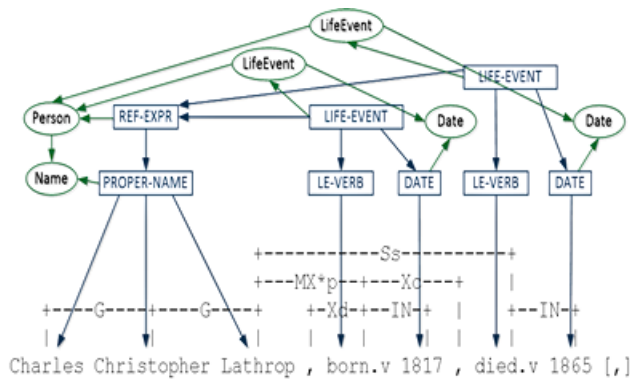 LifeEvent
LifeEvent LIFE-EVENT
Person REF-EXPR LIFE-EVENT Date Date
Name PROPER-NAME LE-VERB DATE LE-VERB DATE
+---------------Ss---------------+
+---MX*p--+---Xc----+ |
+----G----+----G----+ +-Xd-+-IN-+ | +--IN-+
| | | | | | | | | |
Charles Christopher Lathrop , born.v 1817 , died.v 1865 [,]